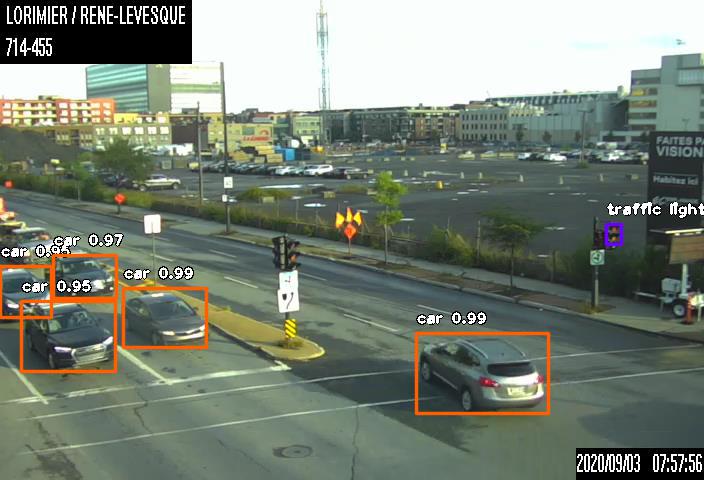 LORIMIER / RENE-LEVESQUE
714-455
FAITES PA
VISION
Habitez ici
traffic light
car 0.97
car 0.95
car 0.99
car 0.95
car 0.99
2020/09/03 07:57:56